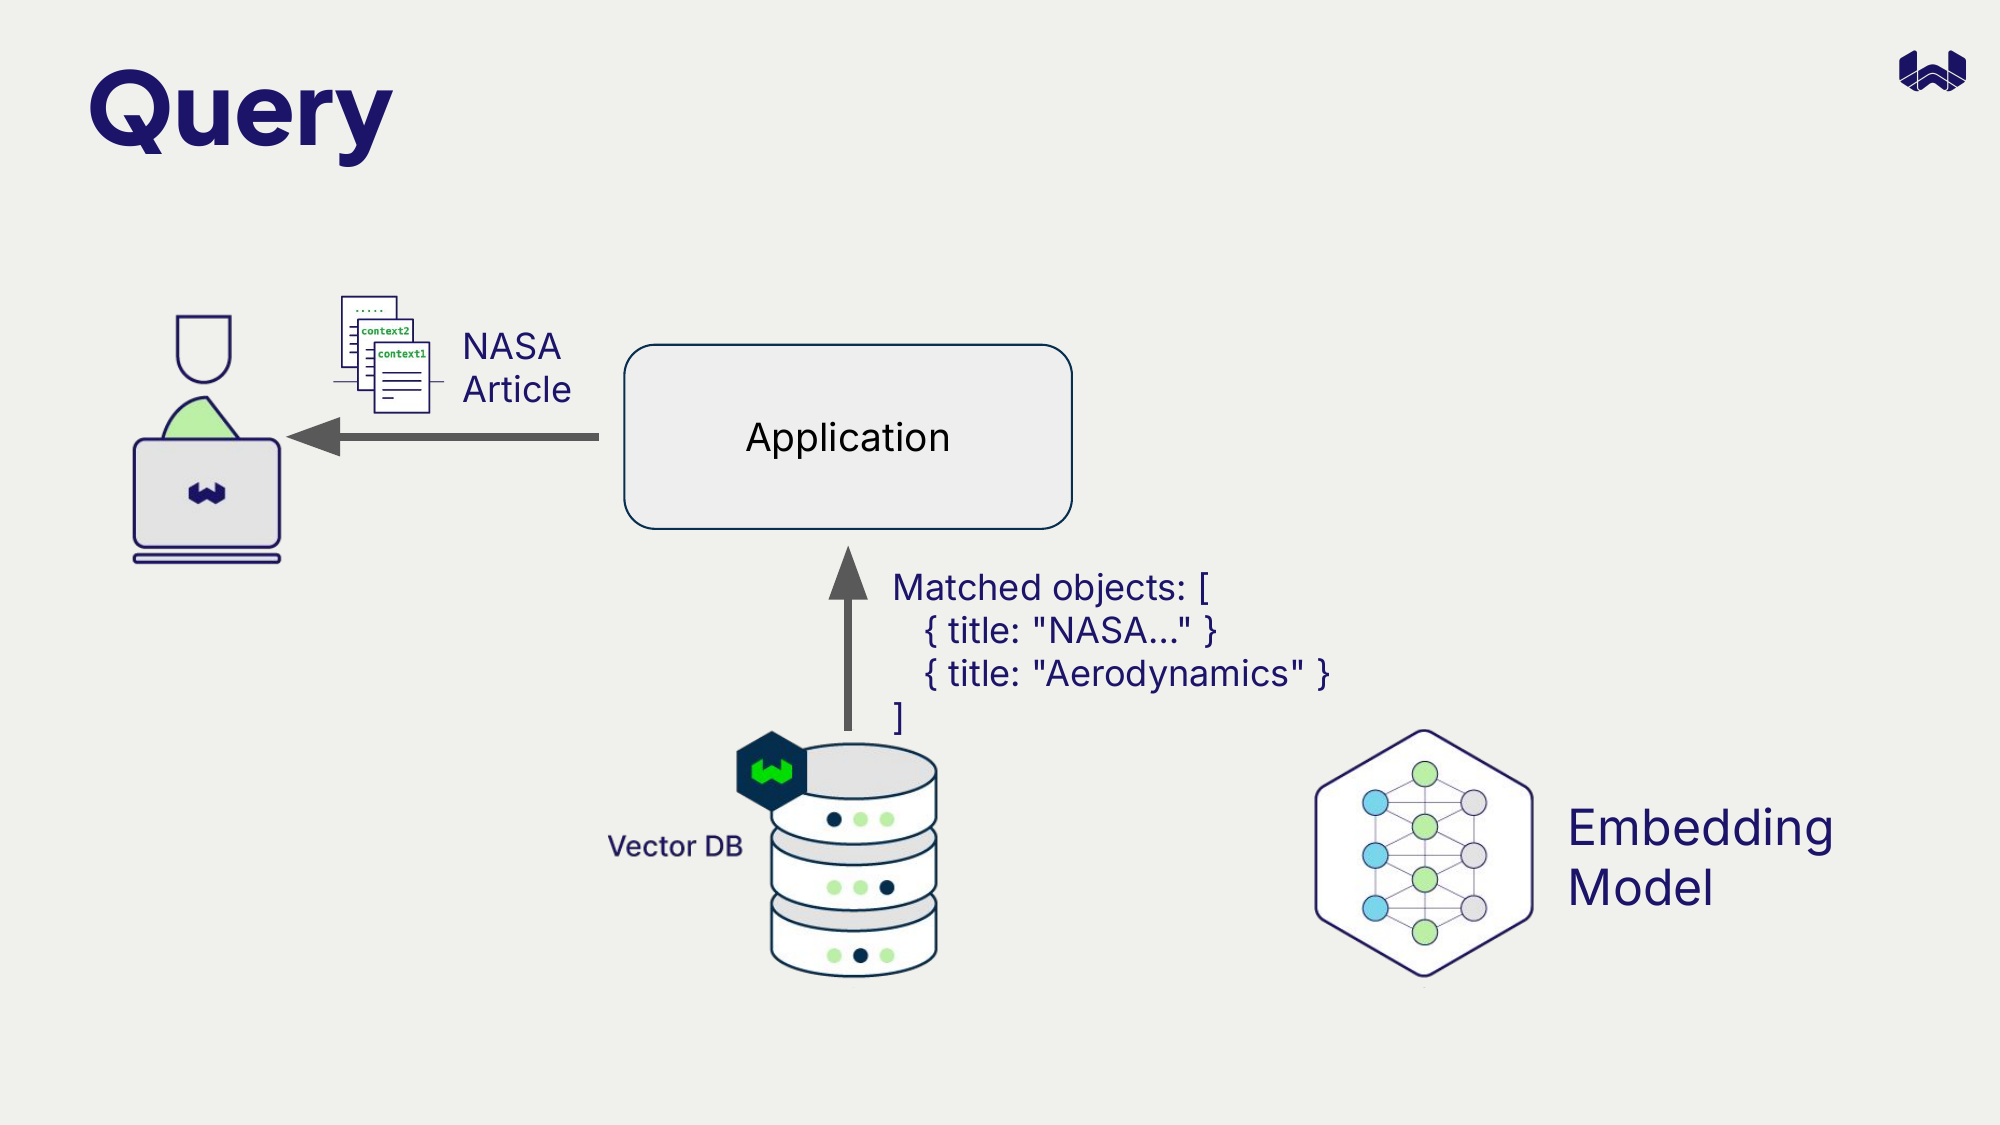 Query
.....
context2
context1
NASA
Article
Application
Matched objects: [
{ title: "NASA..." }
{ title: "Aerodynamics" }
]
Vector DB
Embedding
Model